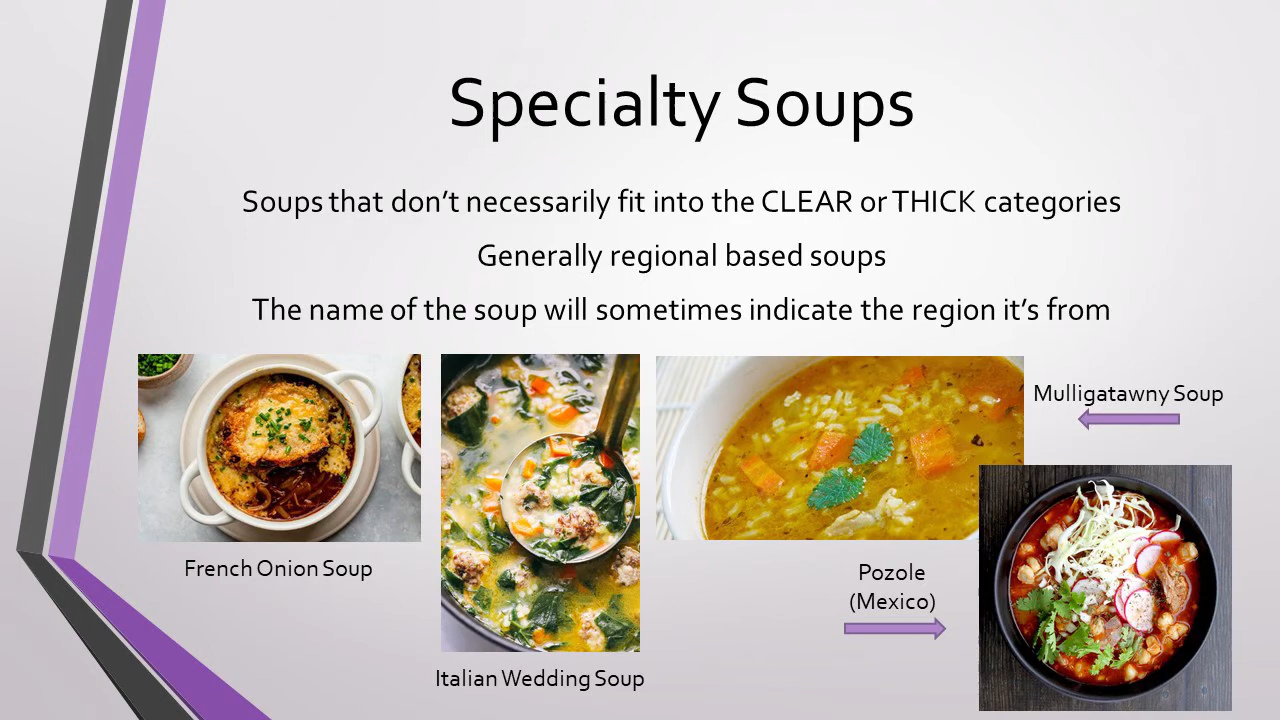 Specialty Soups
Soups that don’t necessarily fit into the CLEAR or THICK categories
Generally regional based soups
The name of the soup will sometimes indicate the region it’s from
Mulligatawny Soup
French Onion Soup
Pozole
(Mexico)
Italian Wedding Soup